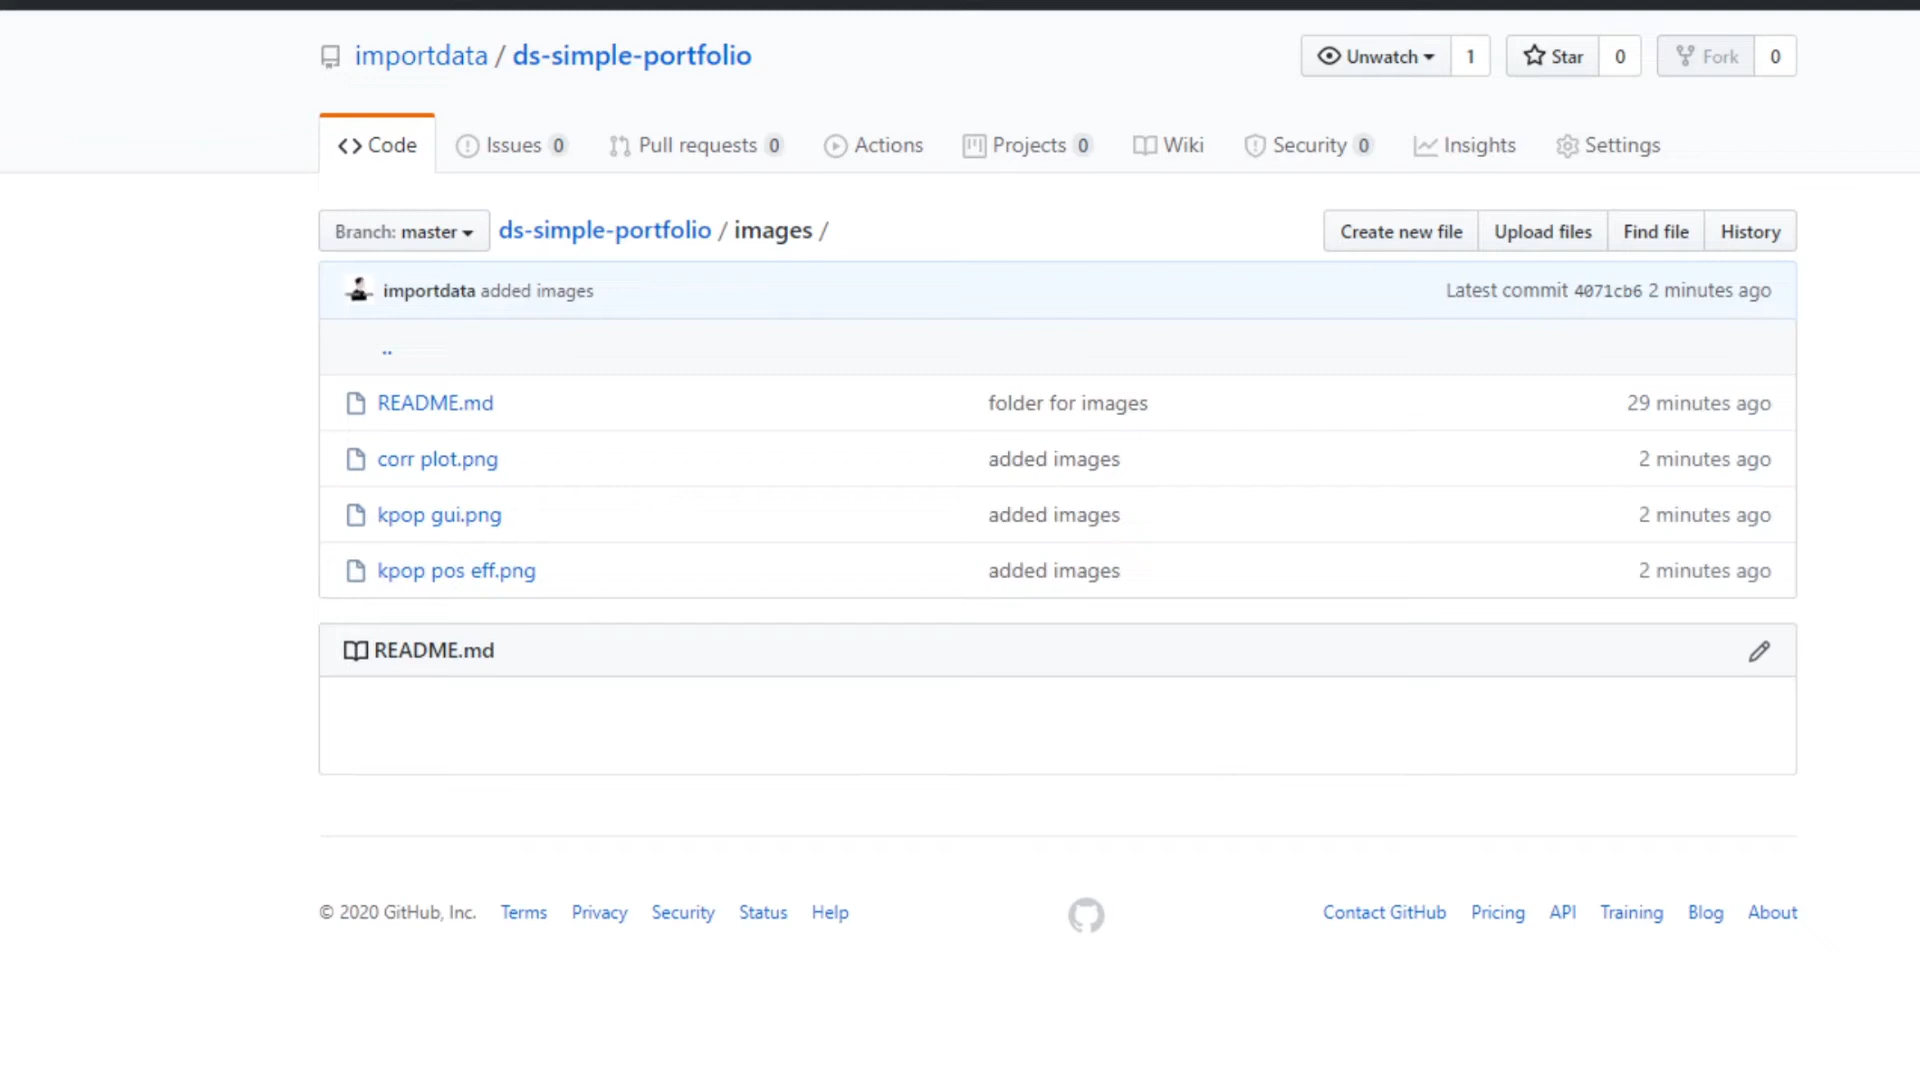 importdata / ds-simple-portfolio
Unwatch 1 Star 0 Fork 0
Code Issues 0 Pull requests 0 Actions Projects 0 Wiki Security 0 Insights Settings
Branch: master ds-simple-portfolio / images / Create new file Upload files Find file History
importdata added images Latest commit 4071cb6 2 minutes ago
..
README.md folder for images 29 minutes ago
corr plot.png added images 2 minutes ago
kpop gui.png added images 2 minutes ago
kpop pos eff.png added images 2 minutes ago
README.md
© 2020 GitHub, Inc. Terms Privacy Security Status Help Contact GitHub Pricing API Training Blog About